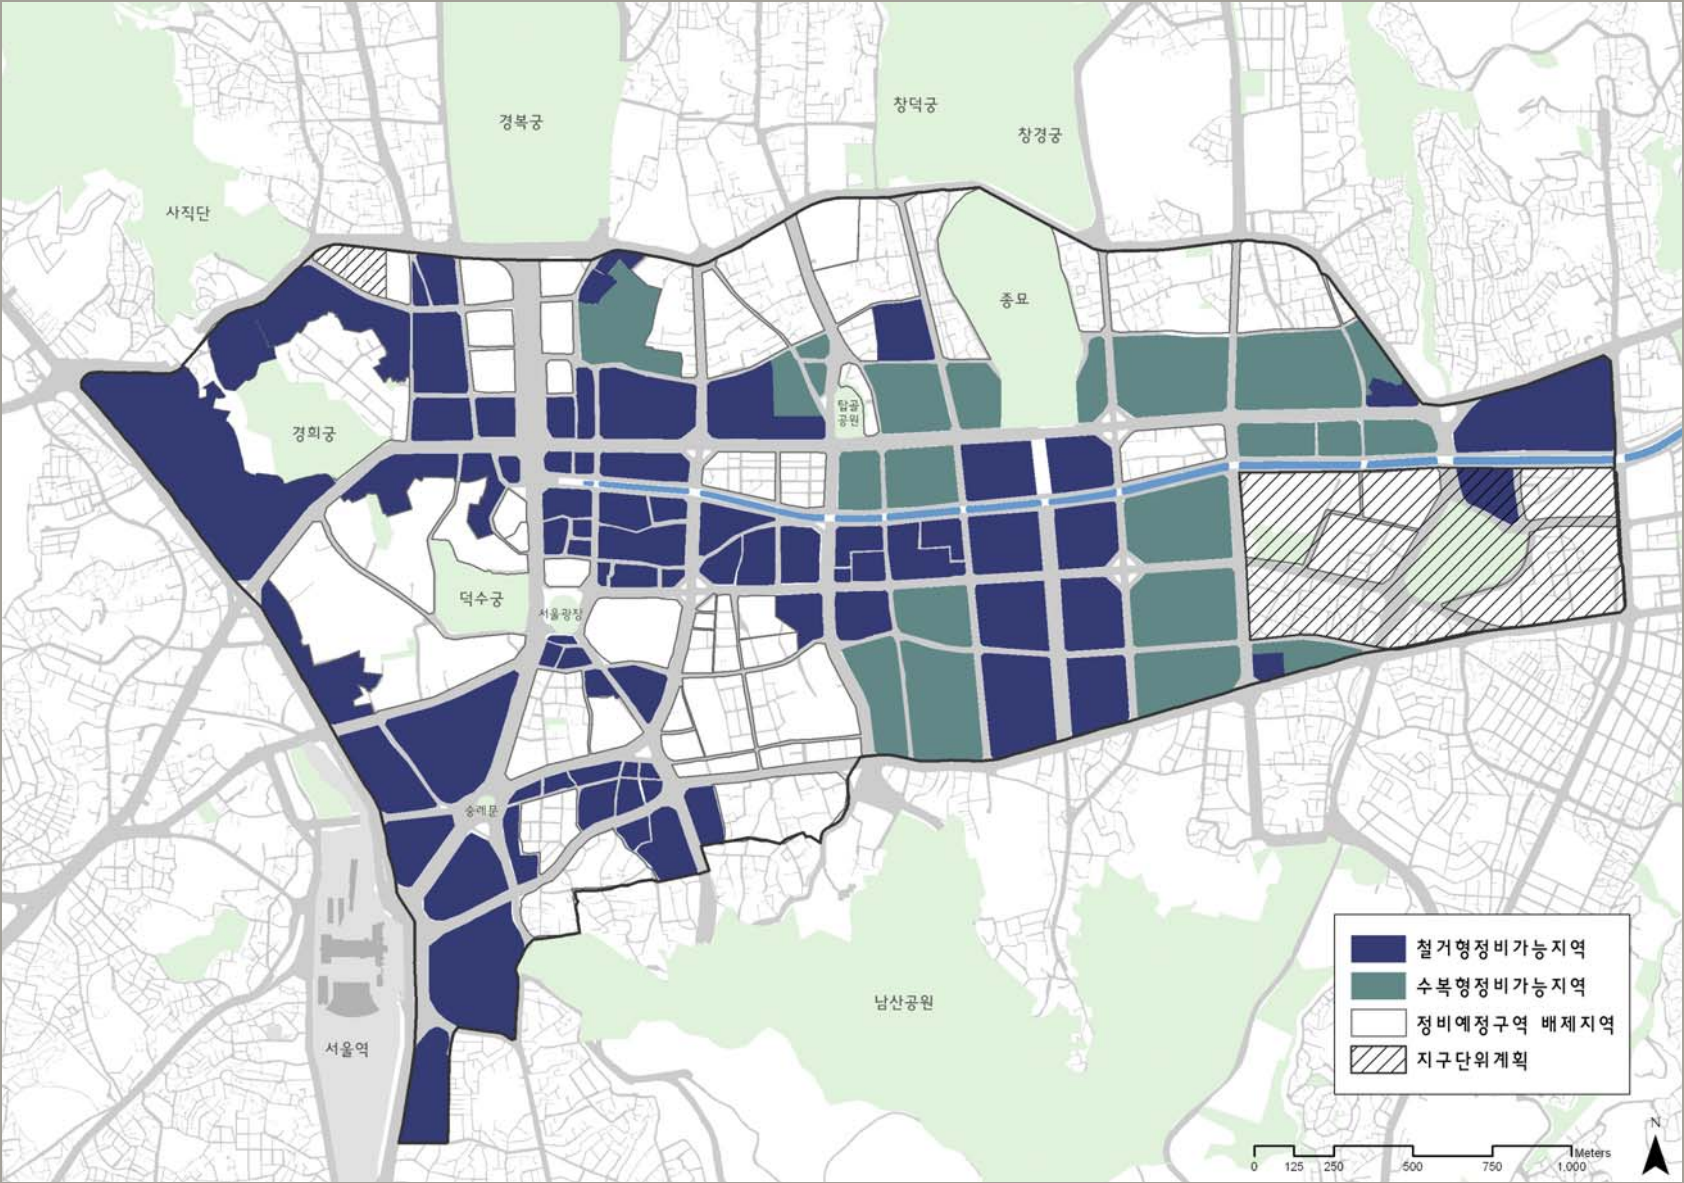 창덕궁
경복궁
창경궁
사직단
종묘
탑골
공원
경희궁
덕수궁
서울광장
숭례문
남산공원
서울역
철거형정비가능지역
수복형정비가능지역
정비예정구역 배제지역
지구단위계획
N
Meters
0 125 250 500 750 1,000